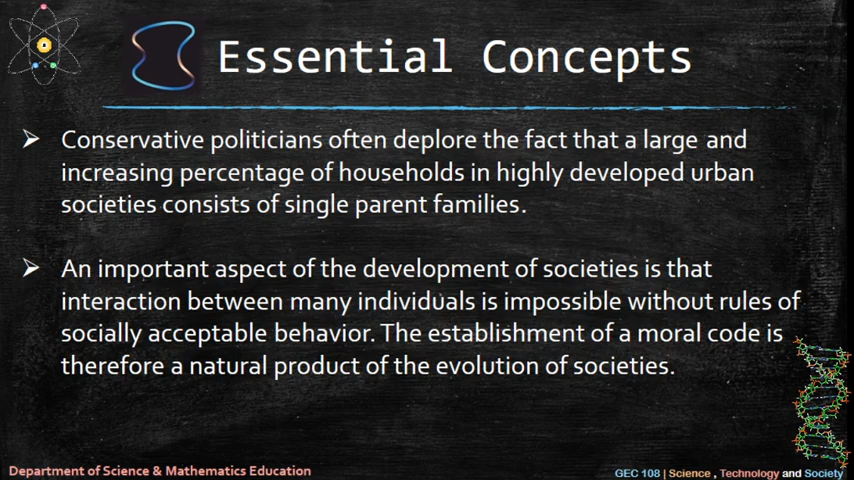 Essential Concepts
Conservative politicians often deplore the fact that a large and
increasing percentage of households in highly developed urban
societies consists of single parent families.
An important aspect of the development of societies is that
interaction between many individuals is impossible without rules of
socially acceptable behavior. The establishment of a moral code is
therefore a natural product of the evolution of societies.
Department of Science & Mathematics Education
GEC 108 | Science , Technology and Society